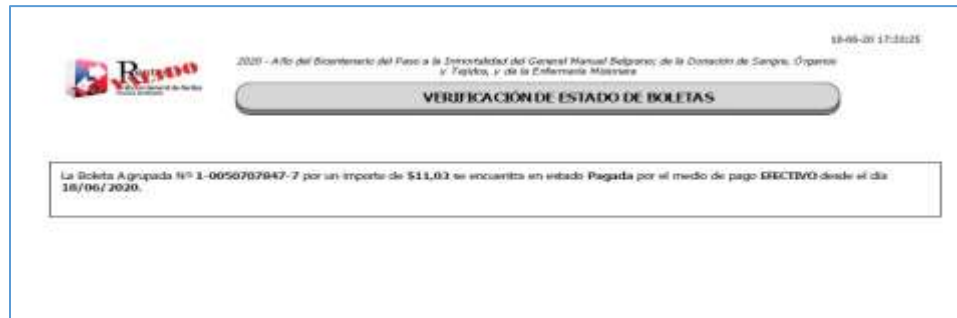 18-06-20 17:33:25
2020 - Año del Bicentenario del Paso a la Inmortalidad del General Manuel Belgrano; de la Donación de Sangre, Órganos
y Tejidos, y de la Enfermería Misionera
VERIFICACIÓN DE ESTADO DE BOLETAS
La Boleta Agrupada Nº 1-0050707847-7 por un importe de $11,03 se encuentra en estado Pagada por el medio de pago EFECTIVO desde el día
18/06/2020.